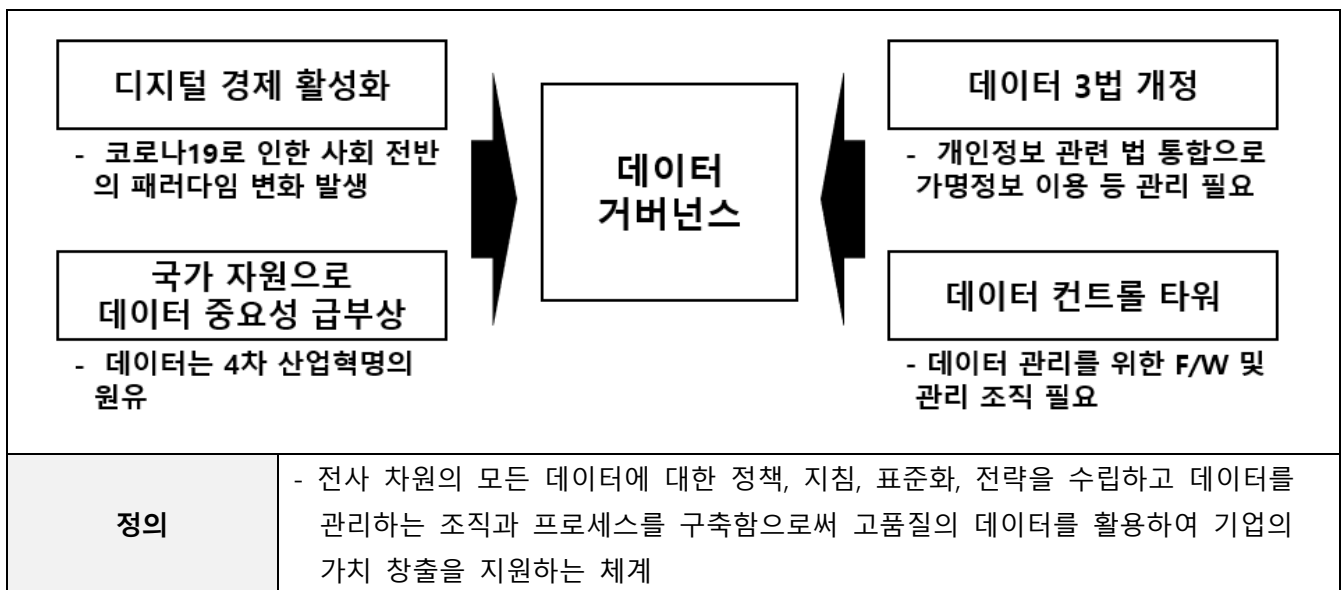 디지털 경제 활성화
- 코로나19로 인한 사회 전반
의 패러다임 변화 발생
국가 자원으로
데이터 중요성 급부상
- 데이터는 4차 산업혁명의
원유
데이터
거버넌스
데이터 3법 개정
- 개인정보 관련 법 통합으로
가명정보 이용 등 관리 필요
데이터 컨트롤 타워
- 데이터 관리를 위한 F/W 및
관리 조직 필요
정의
- 전사 차원의 모든 데이터에 대한 정책, 지침, 표준화, 전략을 수립하고 데이터를
관리하는 조직과 프로세스를 구축함으로써 고품질의 데이터를 활용하여 기업의
가치 창출을 지원하는 체계